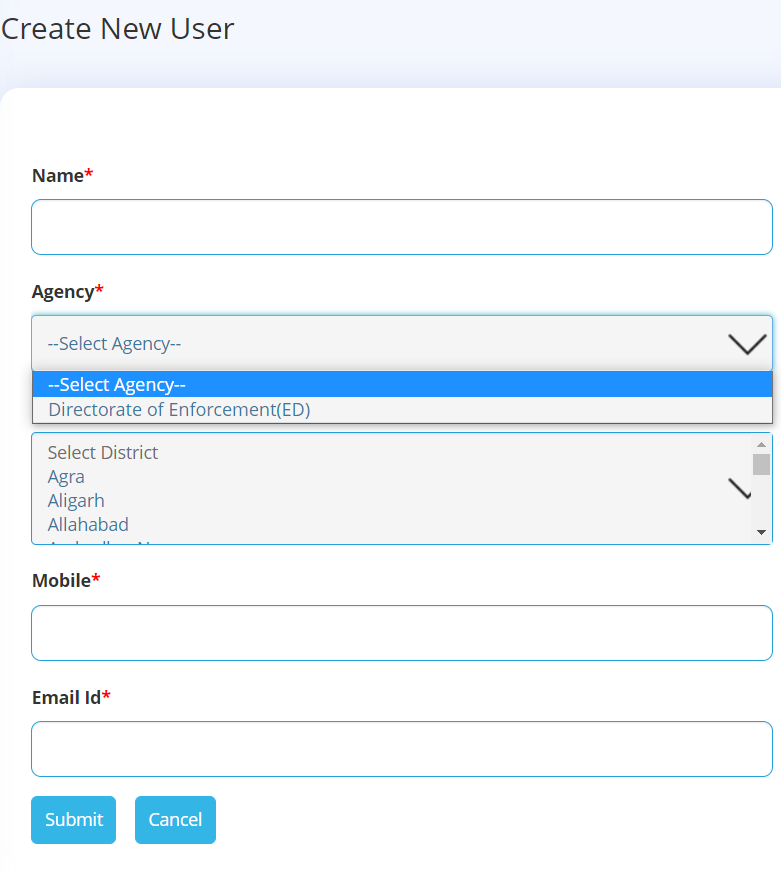 Create New User
Name*
Agency*
--Select Agency--
--Select Agency--
Directorate of Enforcement(ED)
Select District
Agra
Aligarh
Allahabad
Mobile*
Email Id*
Submit
Cancel